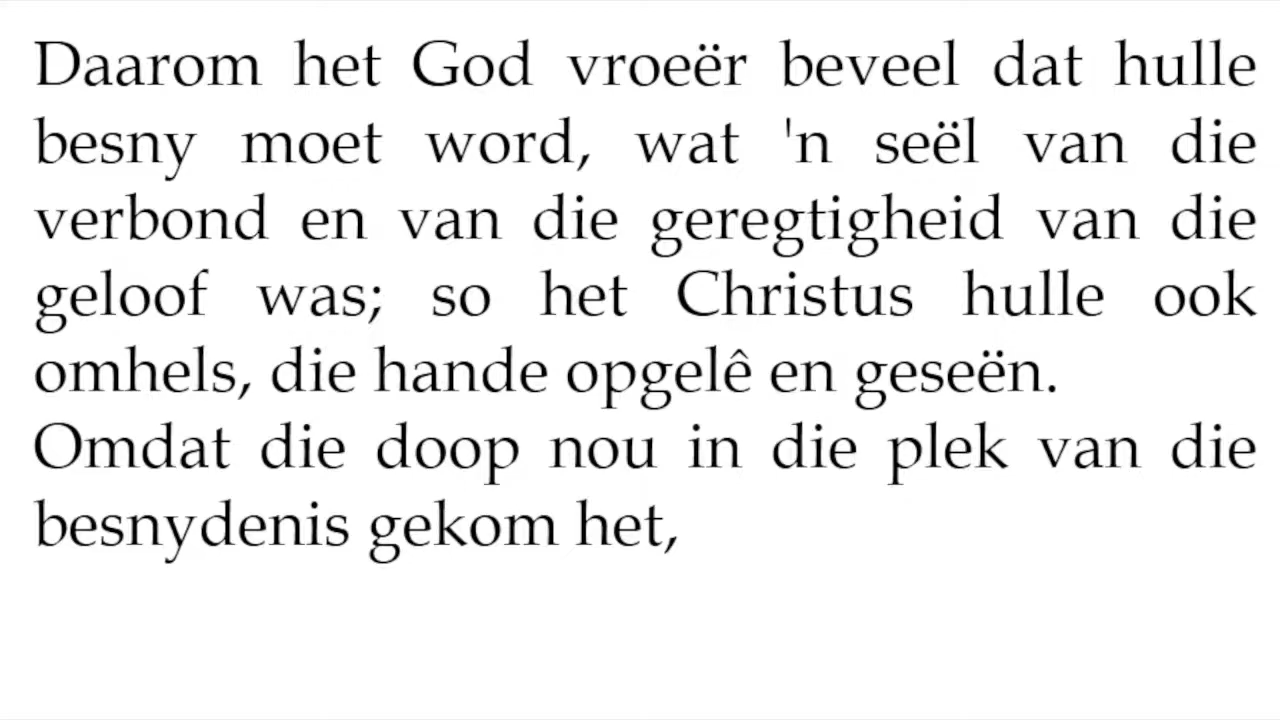 Daarom het God vroeër beveel dat hulle
besny moet word, wat 'n seël van die
verbond en van die geregtigheid van die
geloof was; so het Christus hulle ook
omhels, die hande opgelê en geseën.
Omdat die doop nou in die plek van die
besnydenis gekom het,